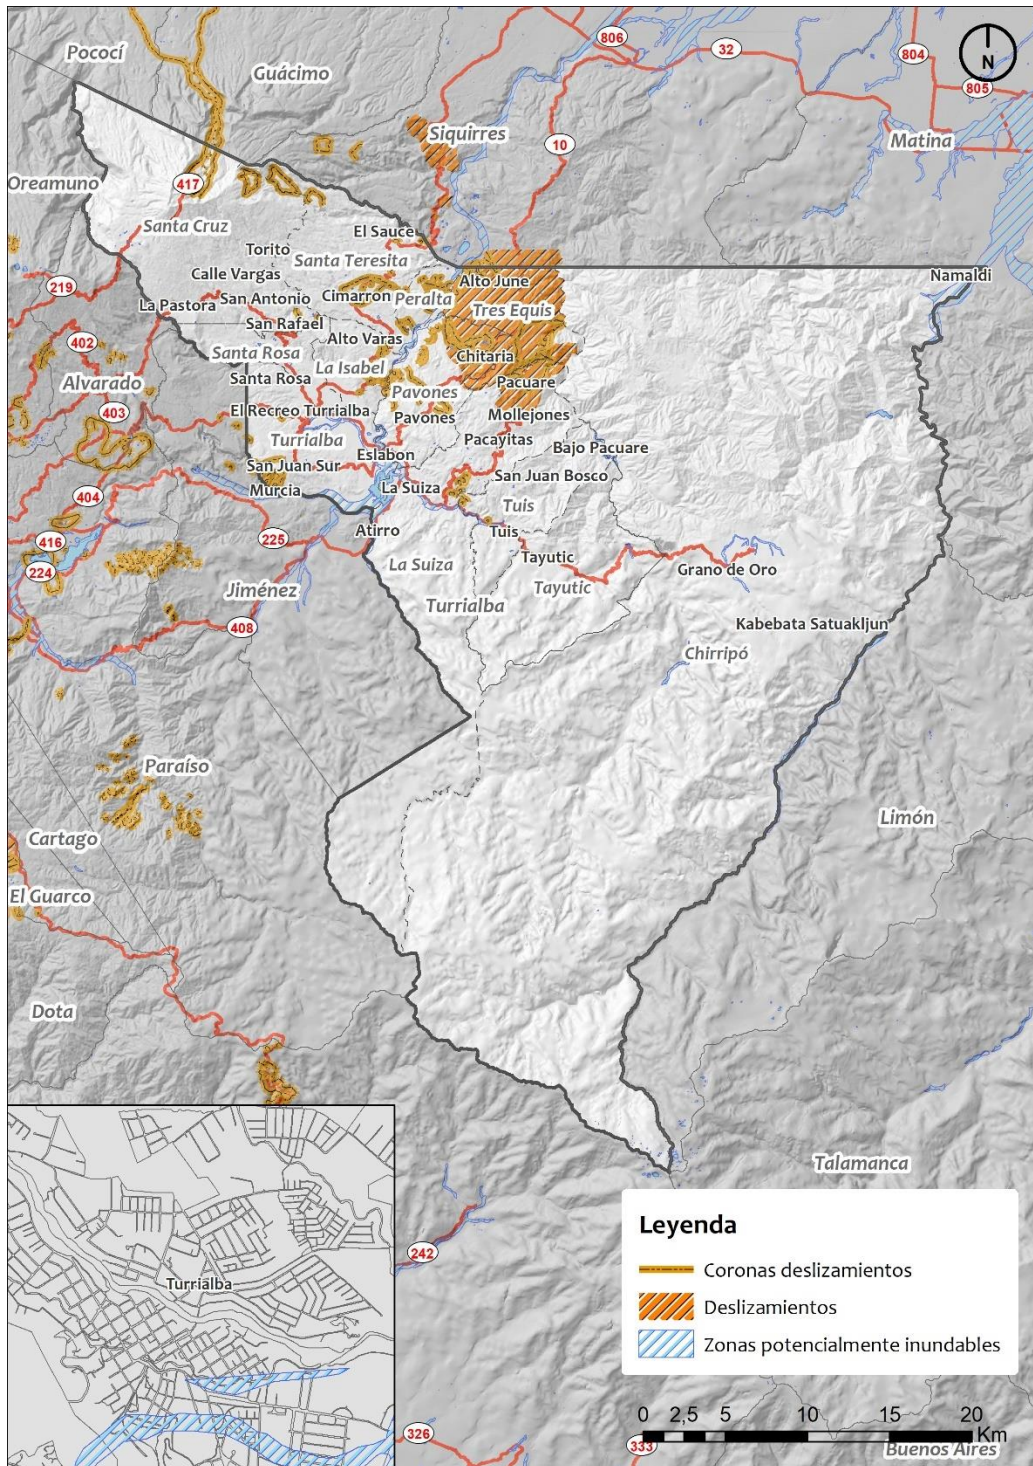 806
32
804
N
Pococí
Guácimo
805
Siquirres
10
Matina
Oreamuno
417
Santa Cruz
El Sauce
Torito
Santa Teresita
Calle Vargas
Alto June
Namaldi
219
La Pastora
San Antonio
Cimarron
Peralta
Tres Equis
San Rafael
402
Alto Varas
Santa Rosa
La Isabel
Chitaria
Alvarado
Santa Rosa
Pacuare
Pavones
403
El Recreo Turrialba
Pavones
Mollejones
Turrialba
Pacayitas
Bajo Pacuare
Eslabon
San Juan Sur
San Juan Bosco
Murcia
La Suiza
404
Tuis
Atirro
Tuis
416
225
Tayutic
224
La Suiza
Grano de Oro
Jiménez
Tayutic
Turrialba
408
Kabebata Satuakljun
Chirripó
Paraíso
Limón
Cartago
El Guarco
Dota
Talamanca
Turrialba
242
Leyenda
Coronas deslizamientos
Deslizamientos
Zonas potencialmente inundables
0 2,5 5 10 15 20
Km
326
333
Buenos Aires